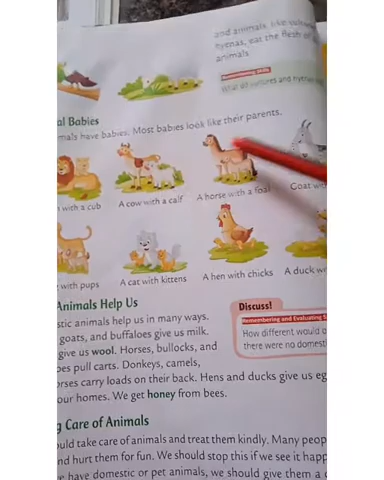 and animals, like vultures
hyenas, eat the flesh of
animals.
Remembering Skills
What do vultures and hyenas
al Babies
mals have babies. Most babies look like their parents.
with a cub
A cow with a calf
A horse with a foal
Goat with
with pups
A cat with kittens
A hen with chicks
A duck w
Animals Help Us
stic animals help us in many ways.
goats, and buffaloes give us milk.
give us wool. Horses, bullocks, and
es pull carts. Donkeys, camels,
rses carry loads on their back. Hens and ducks give us eg
our homes. We get honey from bees.
Discuss!
Remembering and Evaluating S
How different would o
there were no domesti
g Care of Animals
ould take care of animals and treat them kindly. Many peop
nd hurt them for fun. We should stop this if we see it happ
e have domestic or pet animals, we should give them a